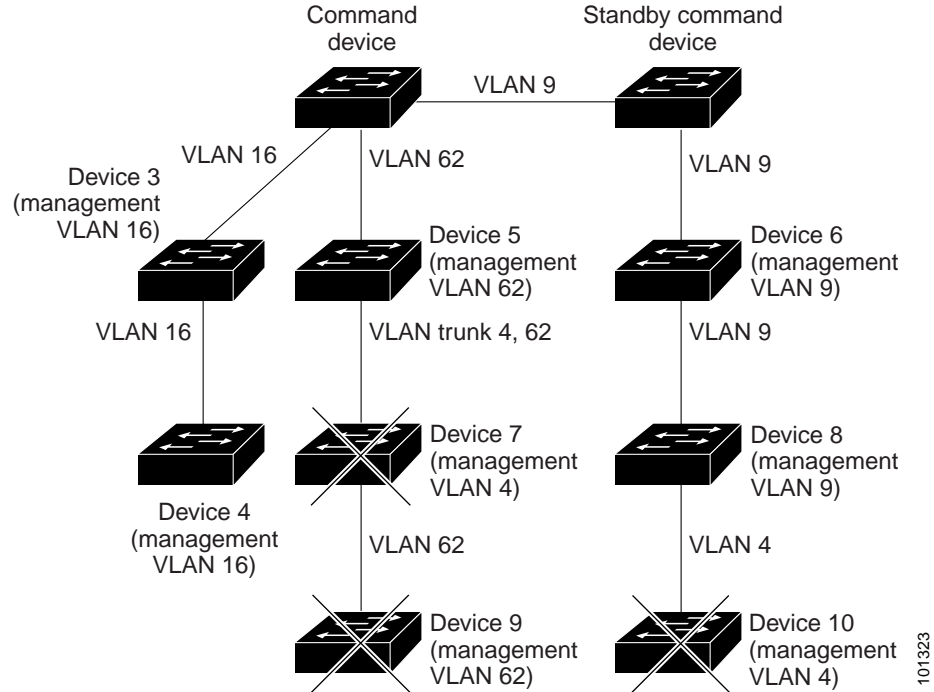 Command
device
Standby command
device
VLAN 9
VLAN 16
VLAN 62
VLAN 9
Device 3
(management
VLAN 16)
Device 5
(management
VLAN 62)
Device 6
(management
VLAN 9)
VLAN 16
VLAN trunk 4, 62
VLAN 9
Device 4
(management
VLAN 16)
Device 7
(management
VLAN 4)
Device 8
(management
VLAN 9)
VLAN 62
VLAN 4
Device 9
(management
VLAN 62)
Device 10
(management
VLAN 4)
101323